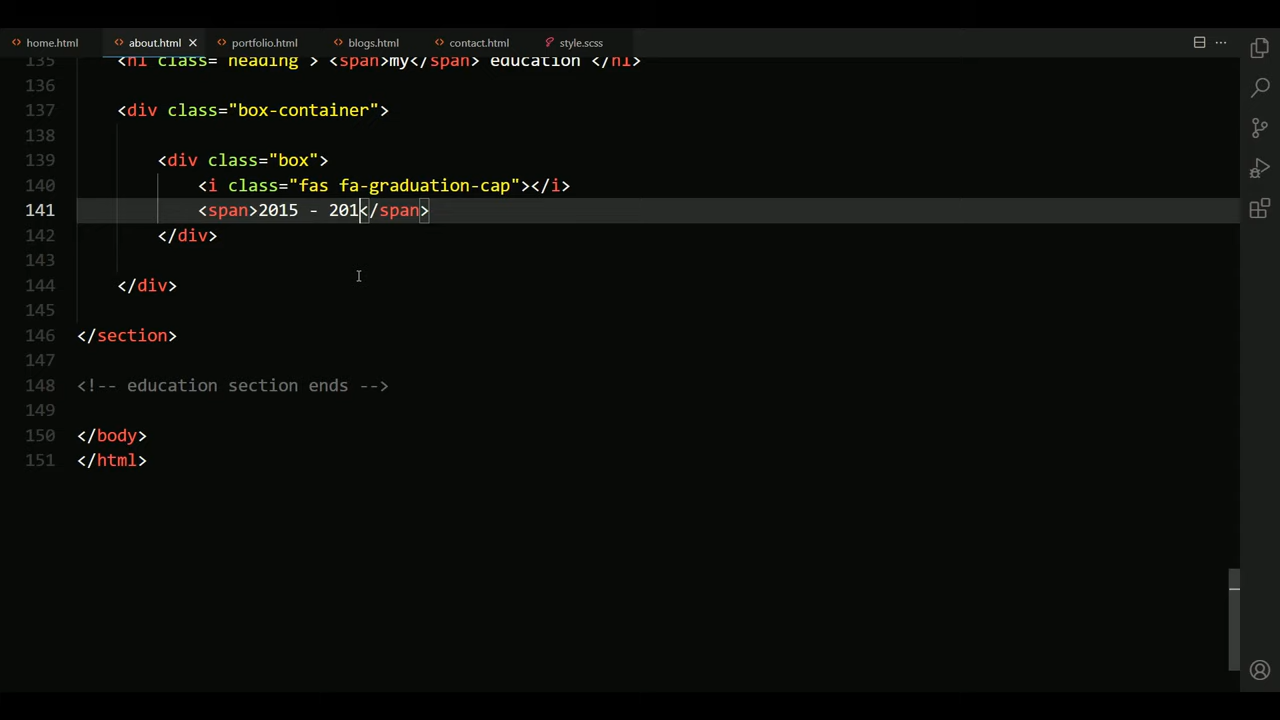 home.html about.html portfolio.html blogs.html contact.html style.scss
135 <h1 class="heading"> <span>my</span> education </h1>
136
137 <div class="box-container">
138
139 <div class="box">
140 <i class="fas fa-graduation-cap"></i>
141 <span>2015 - 201</span>
142 </div>
143
144 </div>
145
146 </section>
147
148 <!-- education section ends -->
149
150 </body>
151 </html>